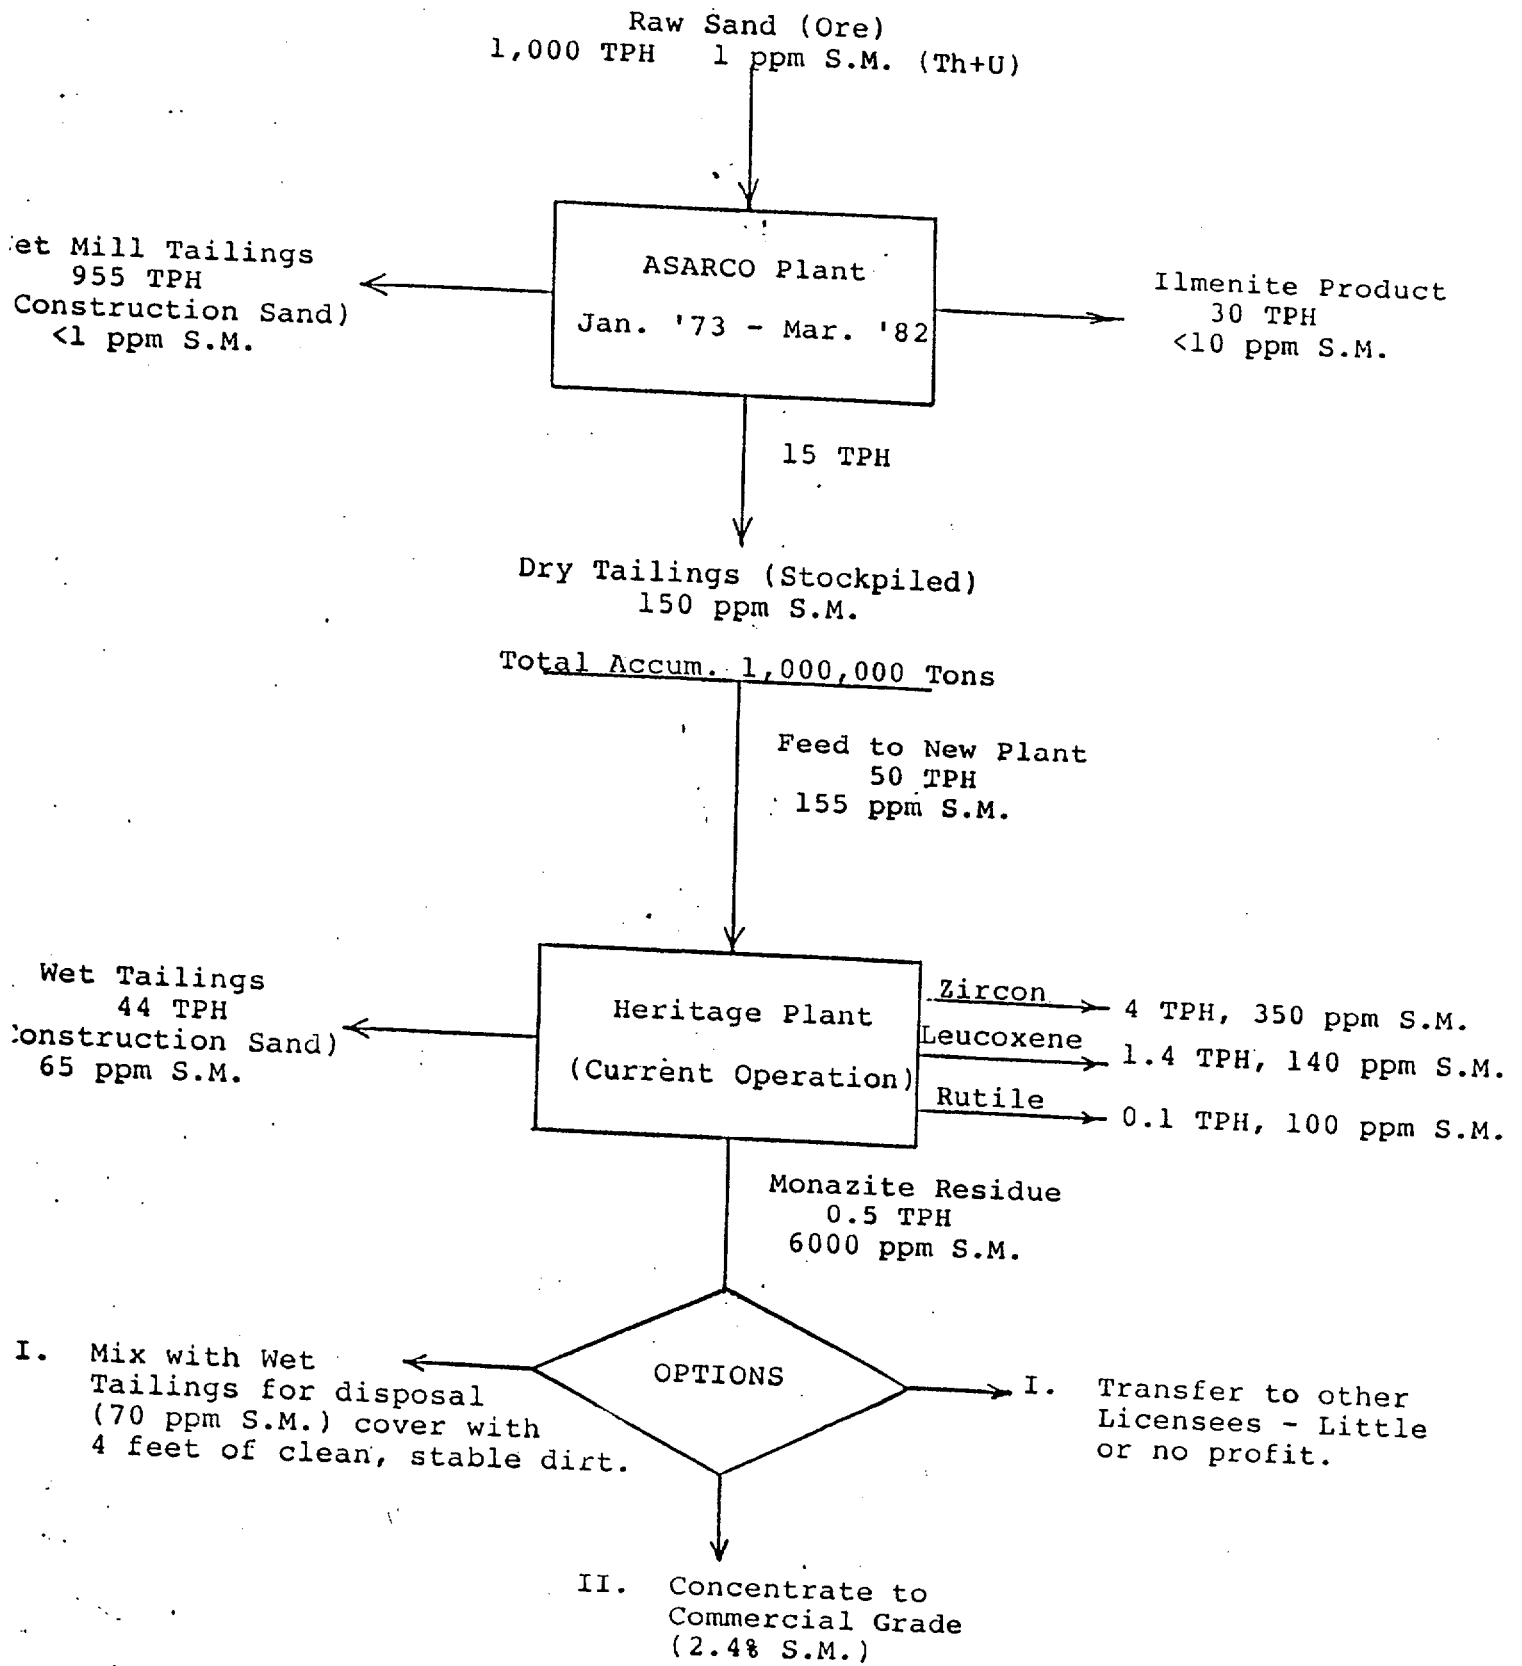 Raw Sand (Ore)
1,000 TPH 1 ppm S.M. (Th+U)
et Mill Tailings
955 TPH
Construction Sand)
<1 ppm S.M.
ASARCO Plant
Jan. '73 - Mar. '82
Ilmenite Product
30 TPH
<10 ppm S.M.
15 TPH
Dry Tailings (Stockpiled)
150 ppm S.M.
Total Accum. 1,000,000 Tons
Feed to New Plant
50 TPH
155 ppm S.M.
Wet Tailings
44 TPH
onstruction Sand)
65 ppm S.M.
Heritage Plant
(Current Operation)
Zircon 4 TPH, 350 ppm S.M.
Leucoxene 1.4 TPH, 140 ppm S.M.
Rutile 0.1 TPH, 100 ppm S.M.
Monazite Residue
0.5 TPH
6000 ppm S.M.
OPTIONS
I. Mix with Wet
Tailings for disposal
(70 ppm S.M.) cover with
4 feet of clean, stable dirt.
I. Transfer to other
Licensees - Little
or no profit.
II. Concentrate to
Commercial Grade
(2.4% S.M.)